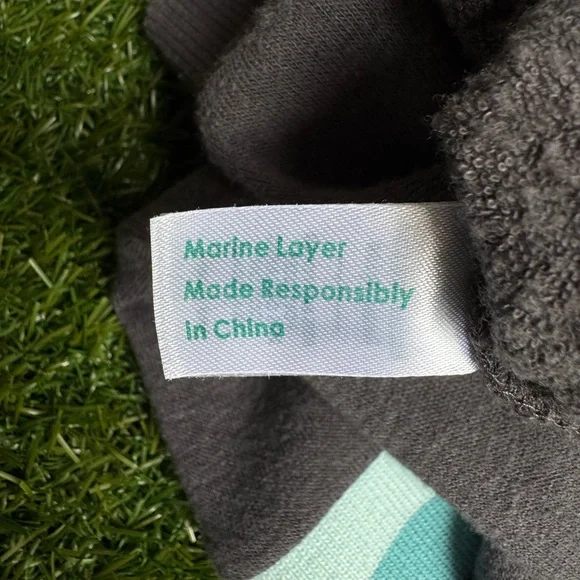 Marine Layer
Made Responsibly
in China